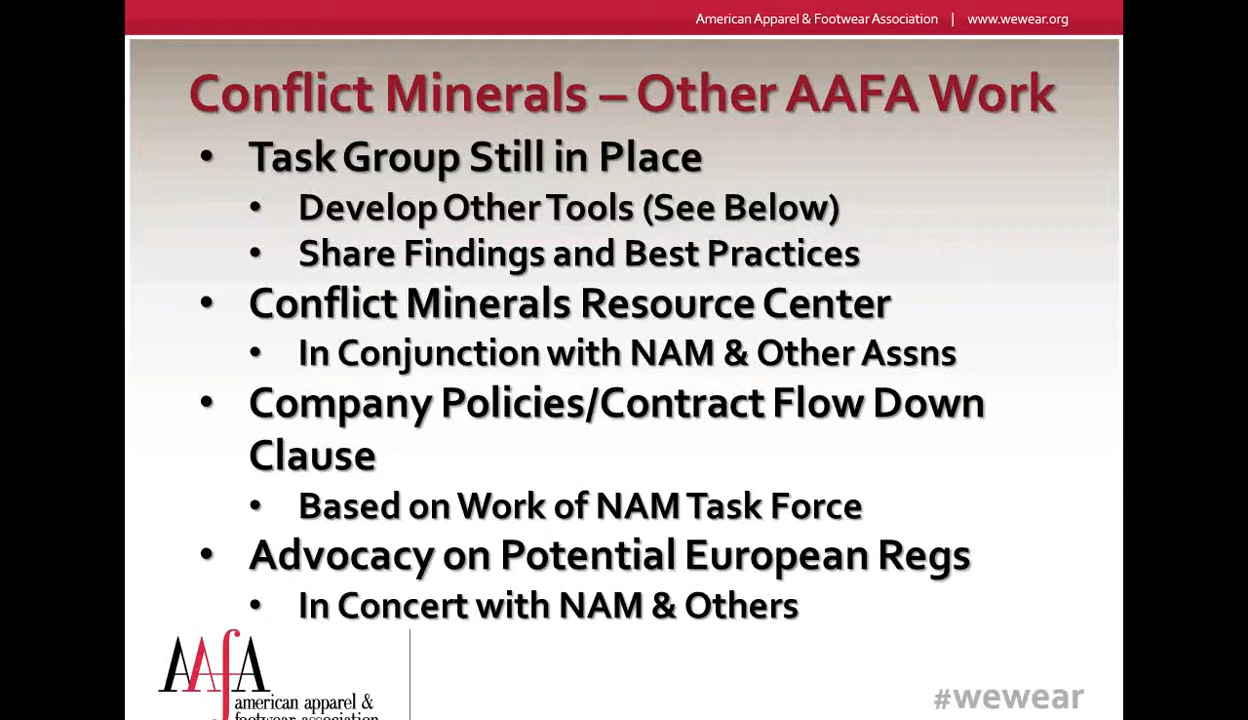 American Apparel & Footwear Association | www.wewear.org
Conflict Minerals – Other AAFA Work
• Task Group Still in Place
• Develop Other Tools (See Below)
• Share Findings and Best Practices
• Conflict Minerals Resource Center
• In Conjunction with NAM & Other Assns
• Company Policies/Contract Flow Down
Clause
• Based on Work of NAM Task Force
• Advocacy on Potential European Regs
• In Concert with NAM & Others
AAfA
american apparel &
footwear association
#wewear